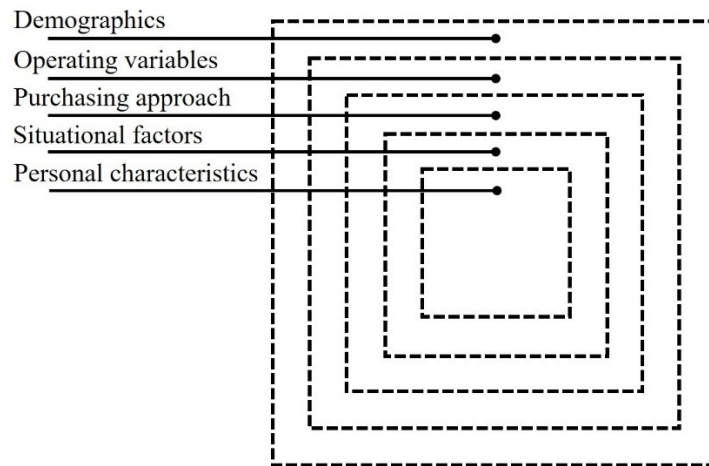 Demographics
Operating variables
Purchasing approach
Situational factors
Personal characteristics